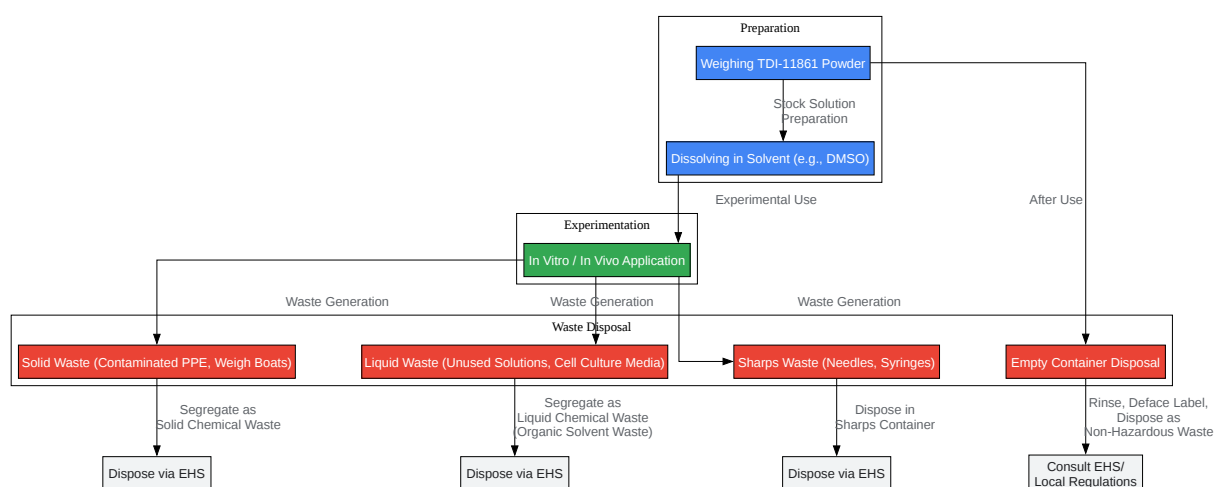 Preparation
Weighing TDI-11861 Powder
Stock Solution
Preparation
Dissolving in Solvent (e.g., DMSO)
Experimental Use
After Use
Experimentation
In Vitro / In Vivo Application
Waste Generation
Waste Generation
Waste Generation
Waste Disposal
Solid Waste (Contaminated PPE, Weigh Boats)
Liquid Waste (Unused Solutions, Cell Culture Media)
Sharps Waste (Needles, Syringes)
Empty Container Disposal
Segregate as
Solid Chemical Waste
Segregate as
Liquid Chemical Waste
(Organic Solvent Waste)
Dispose in
Sharps Container
Rinse, Deface Label,
Dispose as
Non-Hazardous Waste
Dispose via EHS
Dispose via EHS
Dispose via EHS
Consult EHS/
Local Regulations